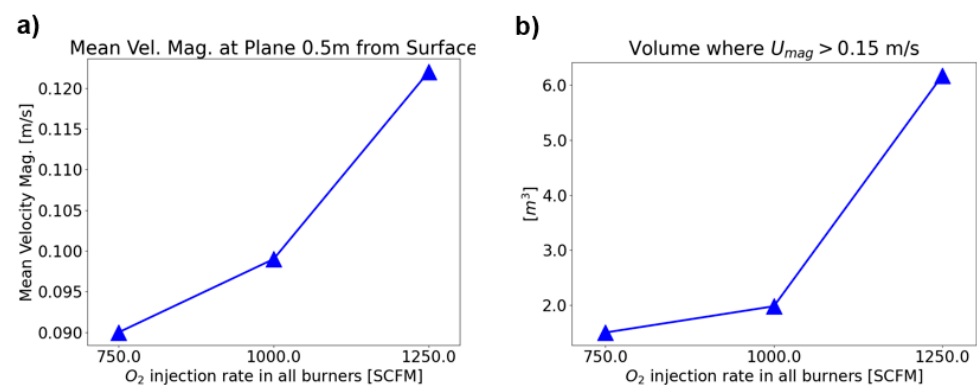 a)
Mean Vel. Mag. at Plane 0.5m from Surface
Mean Velocity Mag. [m/s]
0.120
0.115
0.110
0.105
0.100
0.095
0.090
750.0 1000.0 1250.0
O₂ injection rate in all burners [SCFM]
b)
Volume where U_mag > 0.15 m/s
[m³]
6.0
5.0
4.0
3.0
2.0
750.0 1000.0 1250.0
O₂ injection rate in all burners [SCFM]